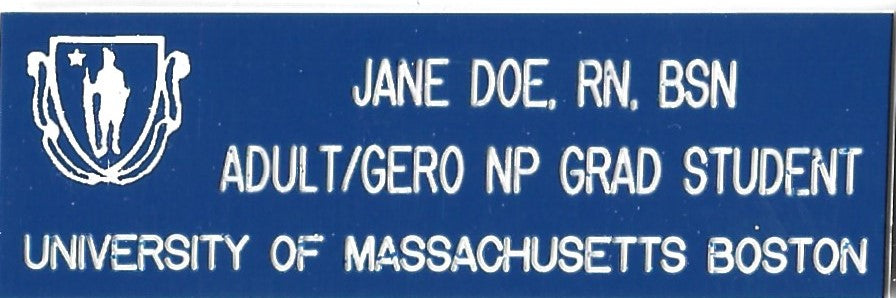 JANE DOE, RN, BSN
ADULT/GERO NP GRAD STUDENT
UNIVERSITY OF MASSACHUSETTS BOSTON